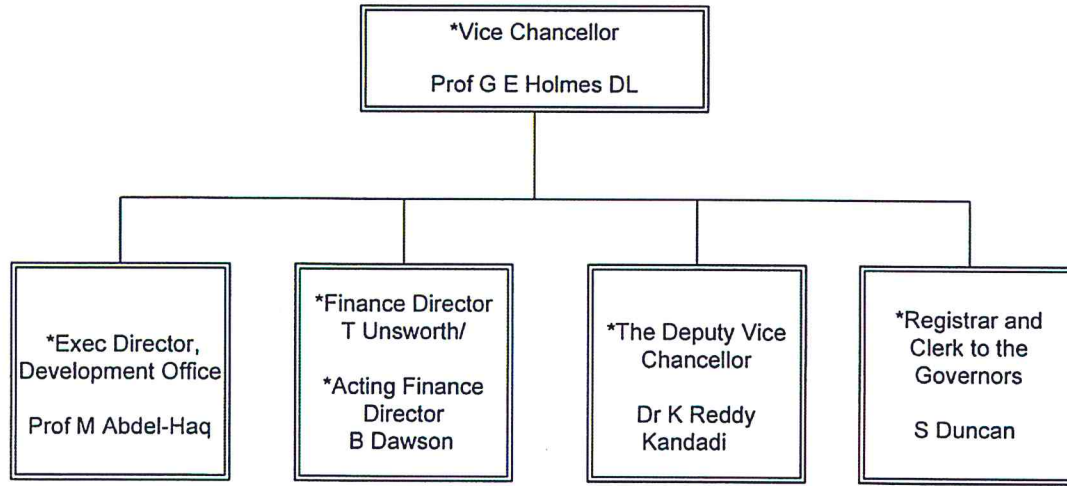 *Vice Chancellor
Prof G E Holmes DL
*Exec Director,
Development Office
Prof M Abdel-Haq
*Finance Director
T Unsworth/
*Acting Finance
Director
B Dawson
*The Deputy Vice
Chancellor
Dr K Reddy
Kandadi
*Registrar and
Clerk to the
Governors
S Duncan